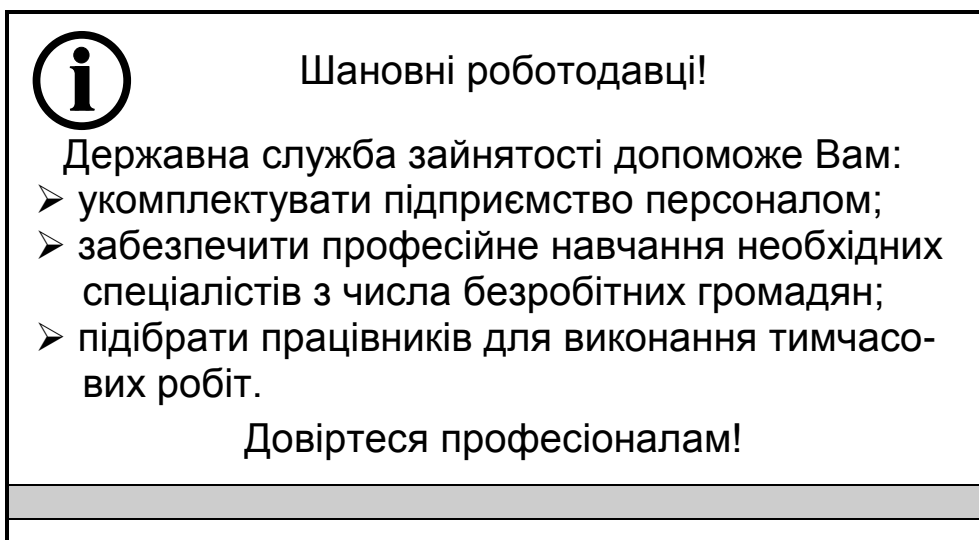 Шановні роботодавці!
Державна служба зайнятості допоможе Вам:
➢ укомплектувати підприємство персоналом;
➢ забезпечити професійне навчання необхідних
спеціалістів з числа безробітних громадян;
➢ підібрати працівників для виконання тимчасо-
вих робіт.
Довіртеся професіоналам!